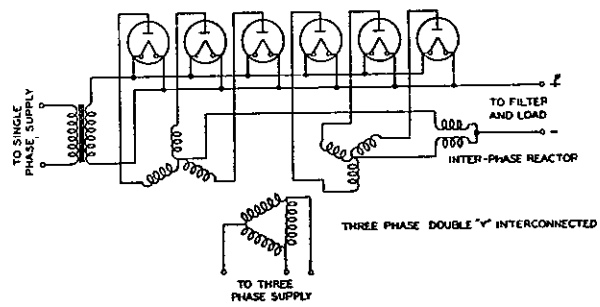 TO SINGLE
PHASE SUPPLY
+
TO FILTER
AND LOAD
-
INTER-PHASE REACTOR
THREE PHASE DOUBLE "Y" INTERCONNECTED
TO THREE
PHASE SUPPLY